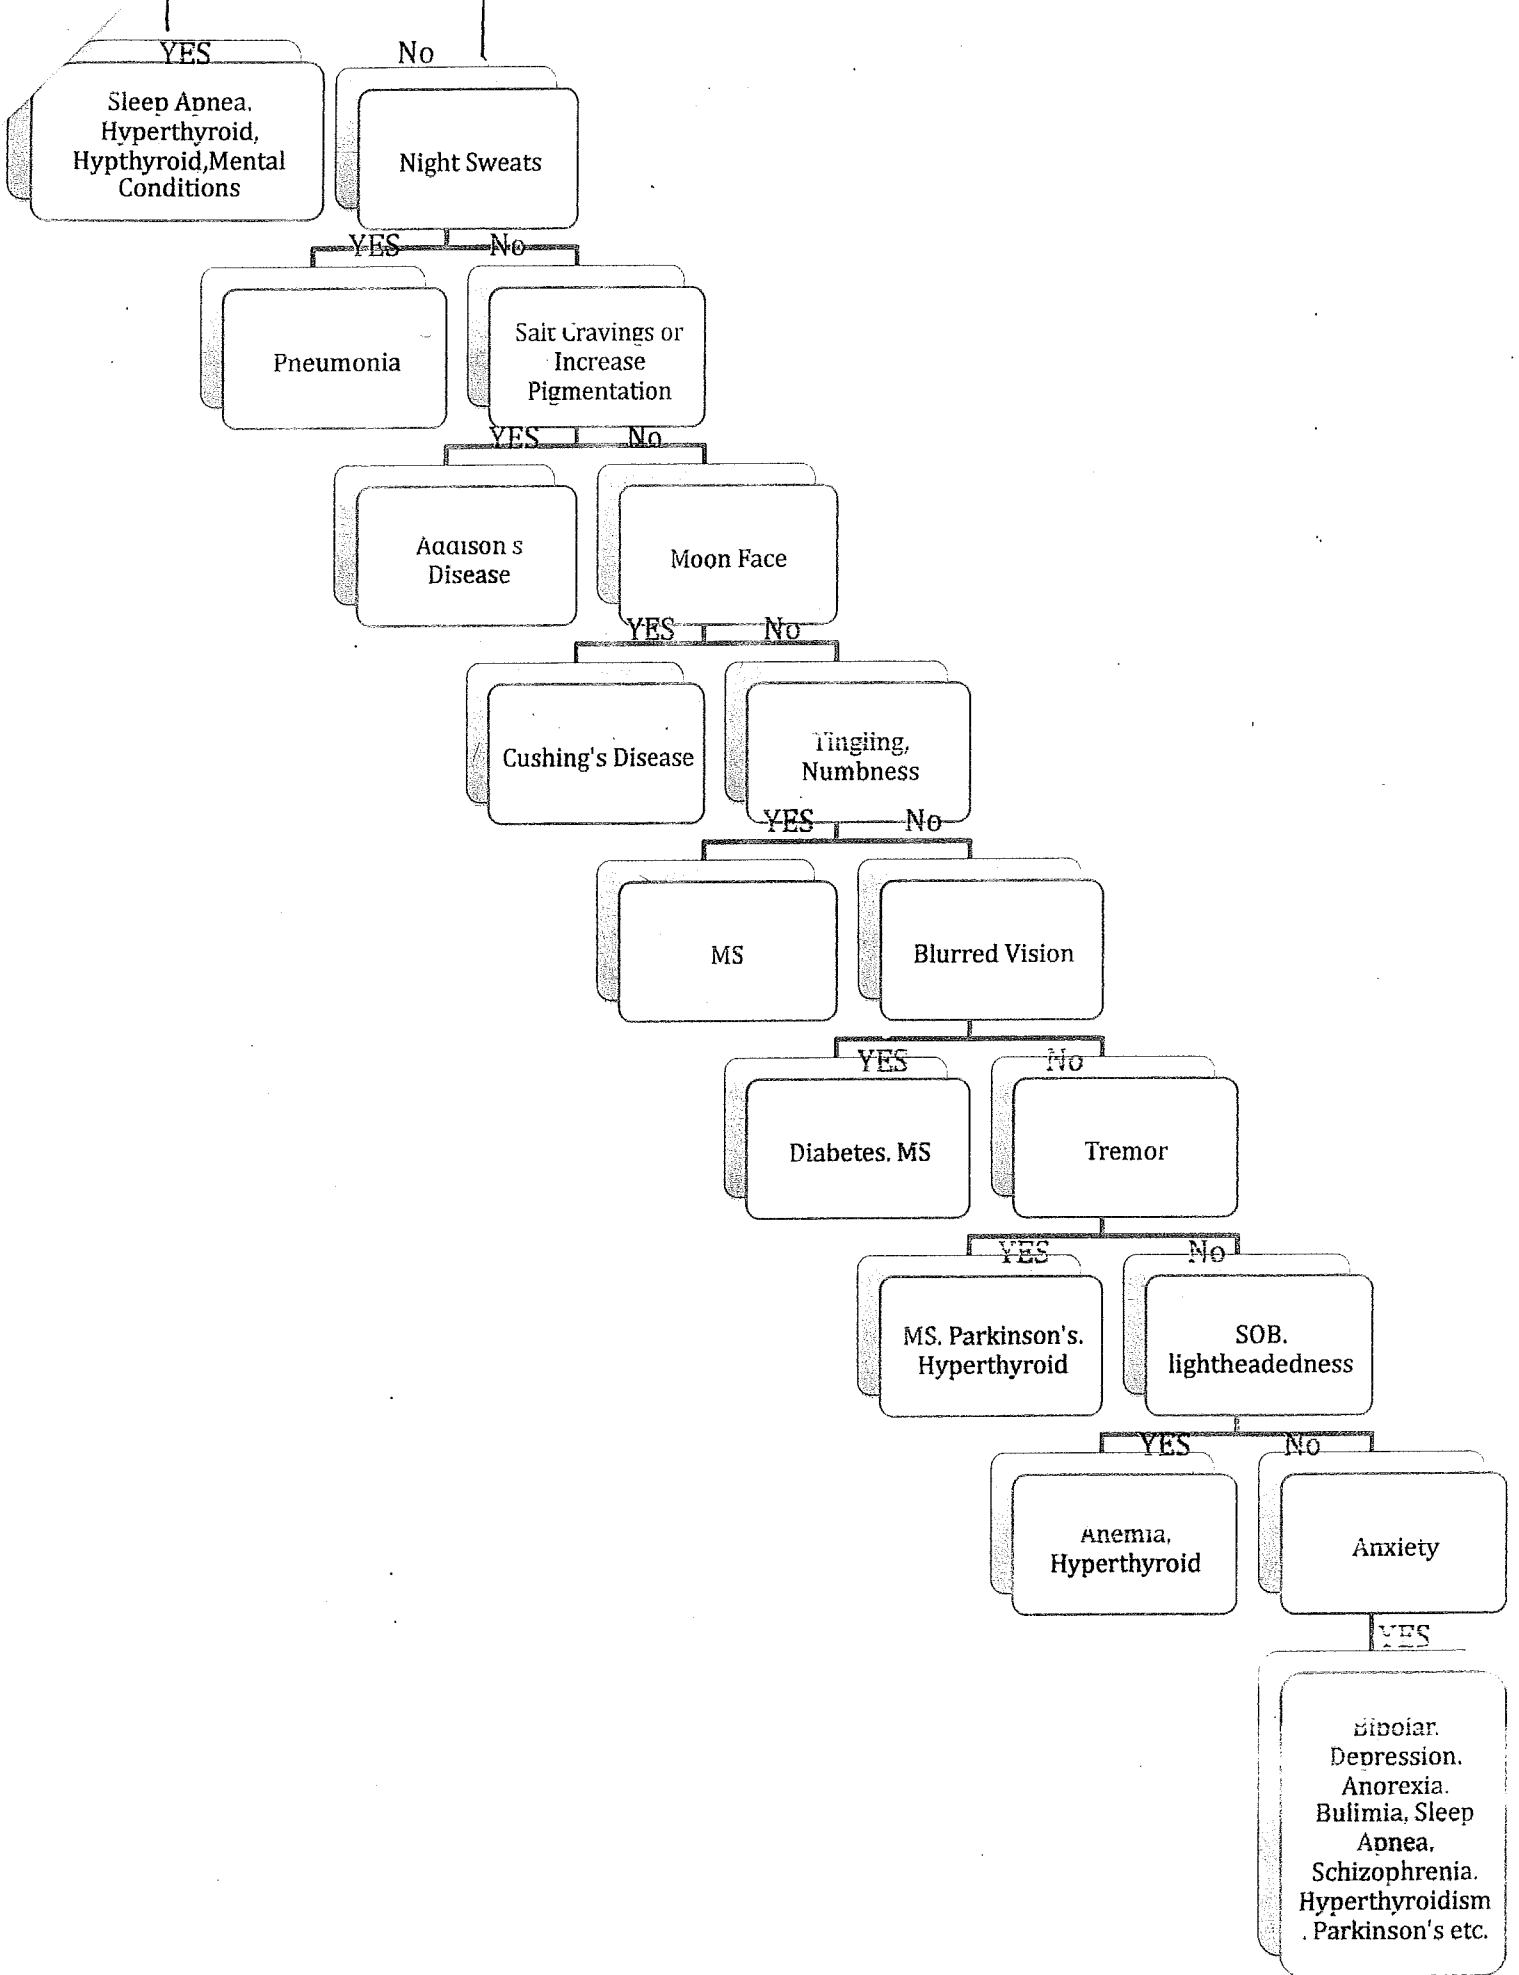 YES
No
Sleep Apnea,
Hyperthyroid,
Hypthyroid,Mental
Conditions
Night Sweats
YES
No
Pneumonia
Salt Cravings or
Increase
Pigmentation
YES
No
Addison's
Disease
Moon Face
YES
No
Cushing's Disease
Tingling,
Numbness
YES
No
MS
Blurred Vision
YES
No
Diabetes, MS
Tremor
YES
No
MS, Parkinson's,
Hyperthyroid
SOB,
lightheadedness
YES
No
Anemia,
Hyperthyroid
Anxiety
YES
Bipolar,
Depression,
Anorexia,
Bulimia, Sleep
Apnea,
Schizophrenia,
Hyperthyroidism
, Parkinson's etc.